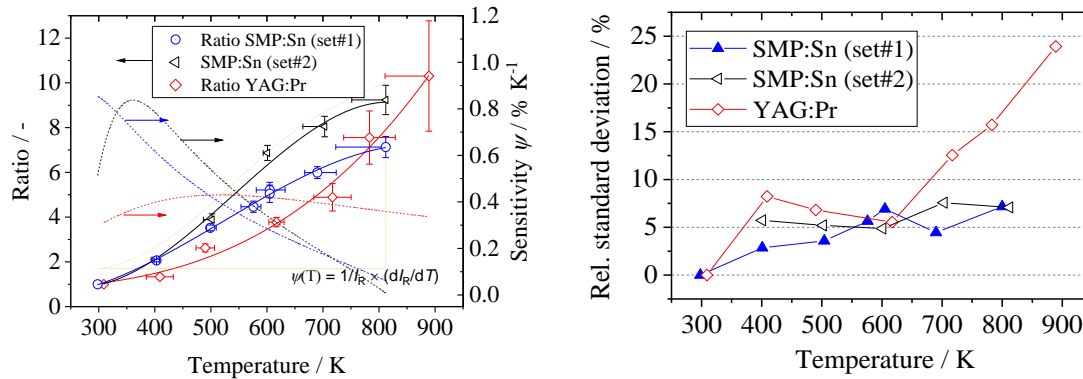 12
10
8
6
4
2
0
Ratio / -
Ratio SMP:Sn (set#1)
SMP:Sn (set#2)
Ratio YAG:Pr
ψ(T) = 1/I_R × (dI_R/dT)
1.2
1.0
0.8
0.6
0.4
0.2
0.0
Sensitivity ψ / % K⁻¹
300 400 500 600 700 800 900
Temperature / K
25
20
15
10
5
0
Rel. standard deviation / %
SMP:Sn (set#1)
SMP:Sn (set#2)
YAG:Pr
300 400 500 600 700 800 900
Temperature / K